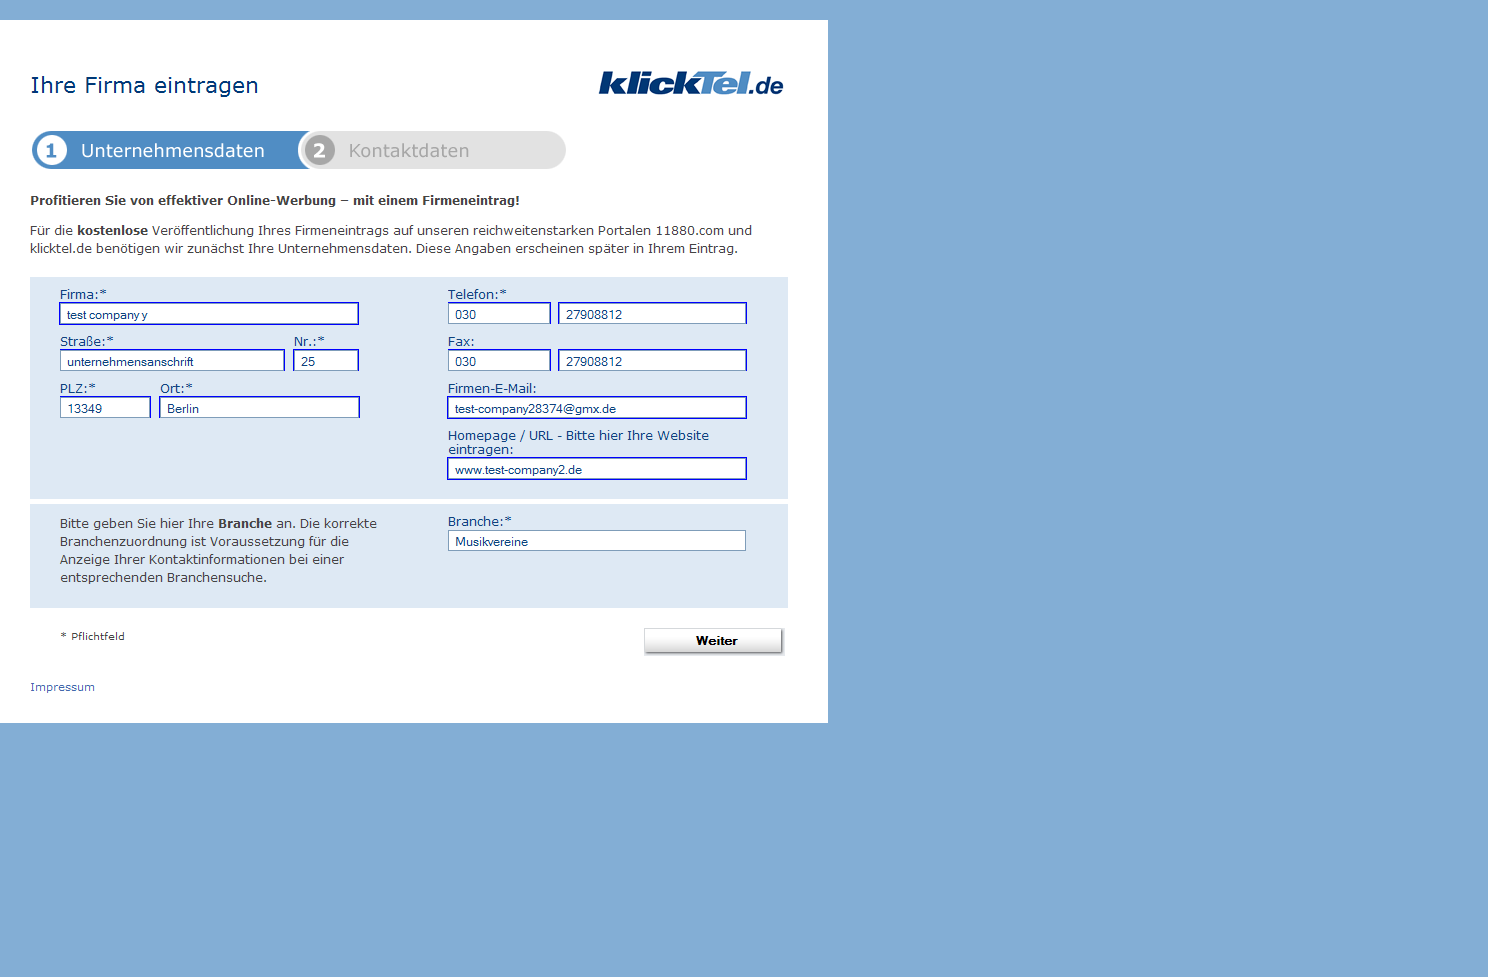 Ihre Firma eintragen
klickTel.de
1 Unternehmensdaten
2 Kontaktdaten
Profitieren Sie von effektiver Online-Werbung – mit einem Firmeneintrag!
Für die kostenlose Veröffentlichung Ihres Firmeneintrags auf unseren reichweitenstarken Portalen 11880.com und
klicktel.de benötigen wir zunächst Ihre Unternehmensdaten. Diese Angaben erscheinen später in Ihrem Eintrag.
Firma:*
test company y
Straße:* Nr.:*
unternehmensanschrift 25
PLZ:* Ort:*
13349 Berlin
Telefon:*
030 27908812
Fax:
030 27908812
Firmen-E-Mail:
test-company28374@gmx.de
Homepage / URL - Bitte hier Ihre Website
eintragen:
www.test-company2.de
Bitte geben Sie hier Ihre Branche an. Die korrekte
Branchenzuordnung ist Voraussetzung für die
Anzeige Ihrer Kontaktinformationen bei einer
entsprechenden Branchensuche.
Branche:*
Musikvereine
* Pflichtfeld
Weiter
Impressum